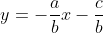 y = -\frac{a}{b}x - \frac{c}{b}